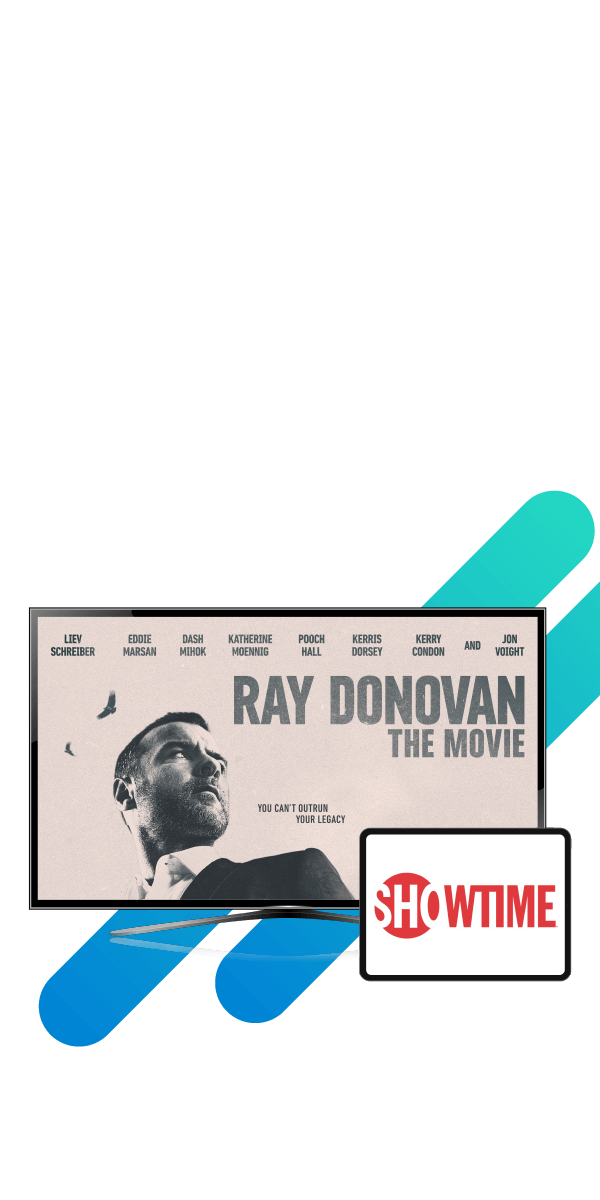 LIEV SCHREIBER
EDDIE MARSAN
DASH MIHOK
KATHERINE MOENNIG
POOCH HALL
KERRIS DORSEY
KERRY CONDON
AND
JON VOIGHT
RAY DONOVAN
THE MOVIE
YOU CAN'T OUTRUN
YOUR LEGACY
SHOWTIME